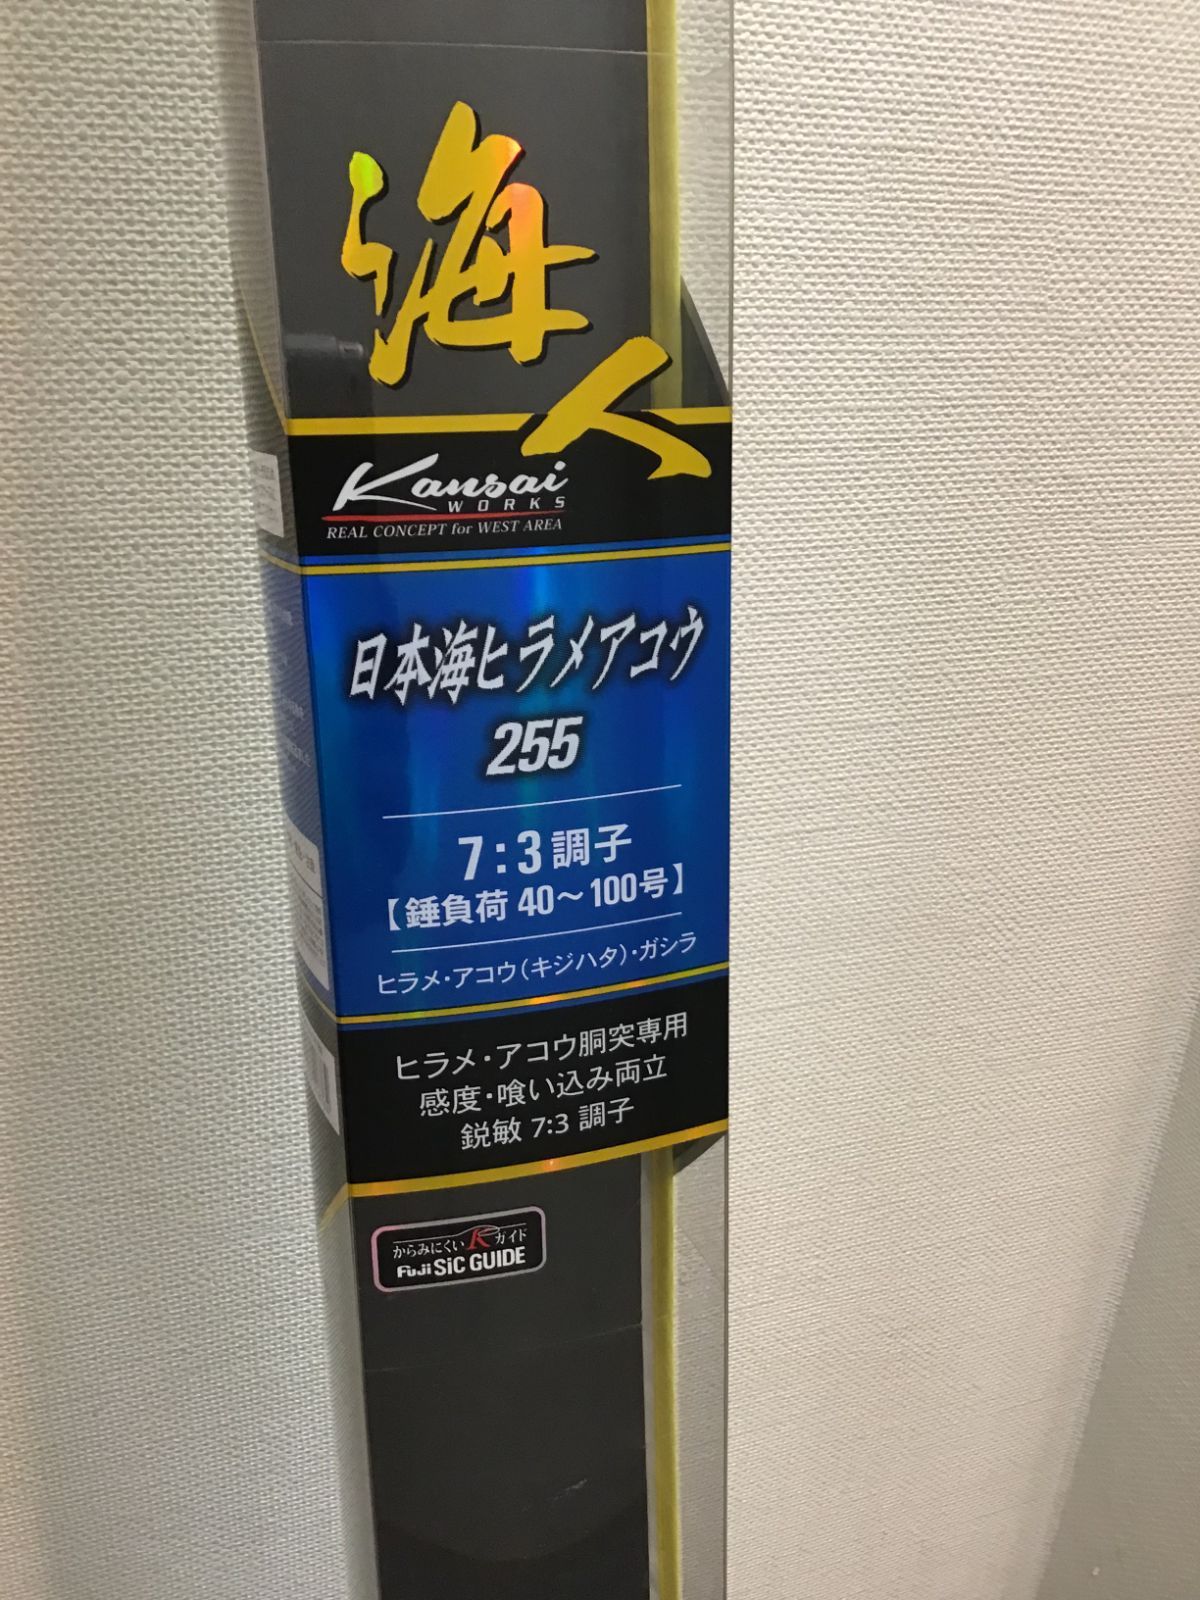 海人
Kansai
WORKS
REAL CONCEPT for WEST AREA
日本海ヒラメアコウ
255
7:3調子
【錘負荷 40～100号】
ヒラメ・アコウ(キジハタ)・ガシラ
ヒラメ・アコウ胴突専用
感度・喰い込み両立
鋭敏 7:3 調子
からみにくいKガイド
Fuji SiC GUIDE